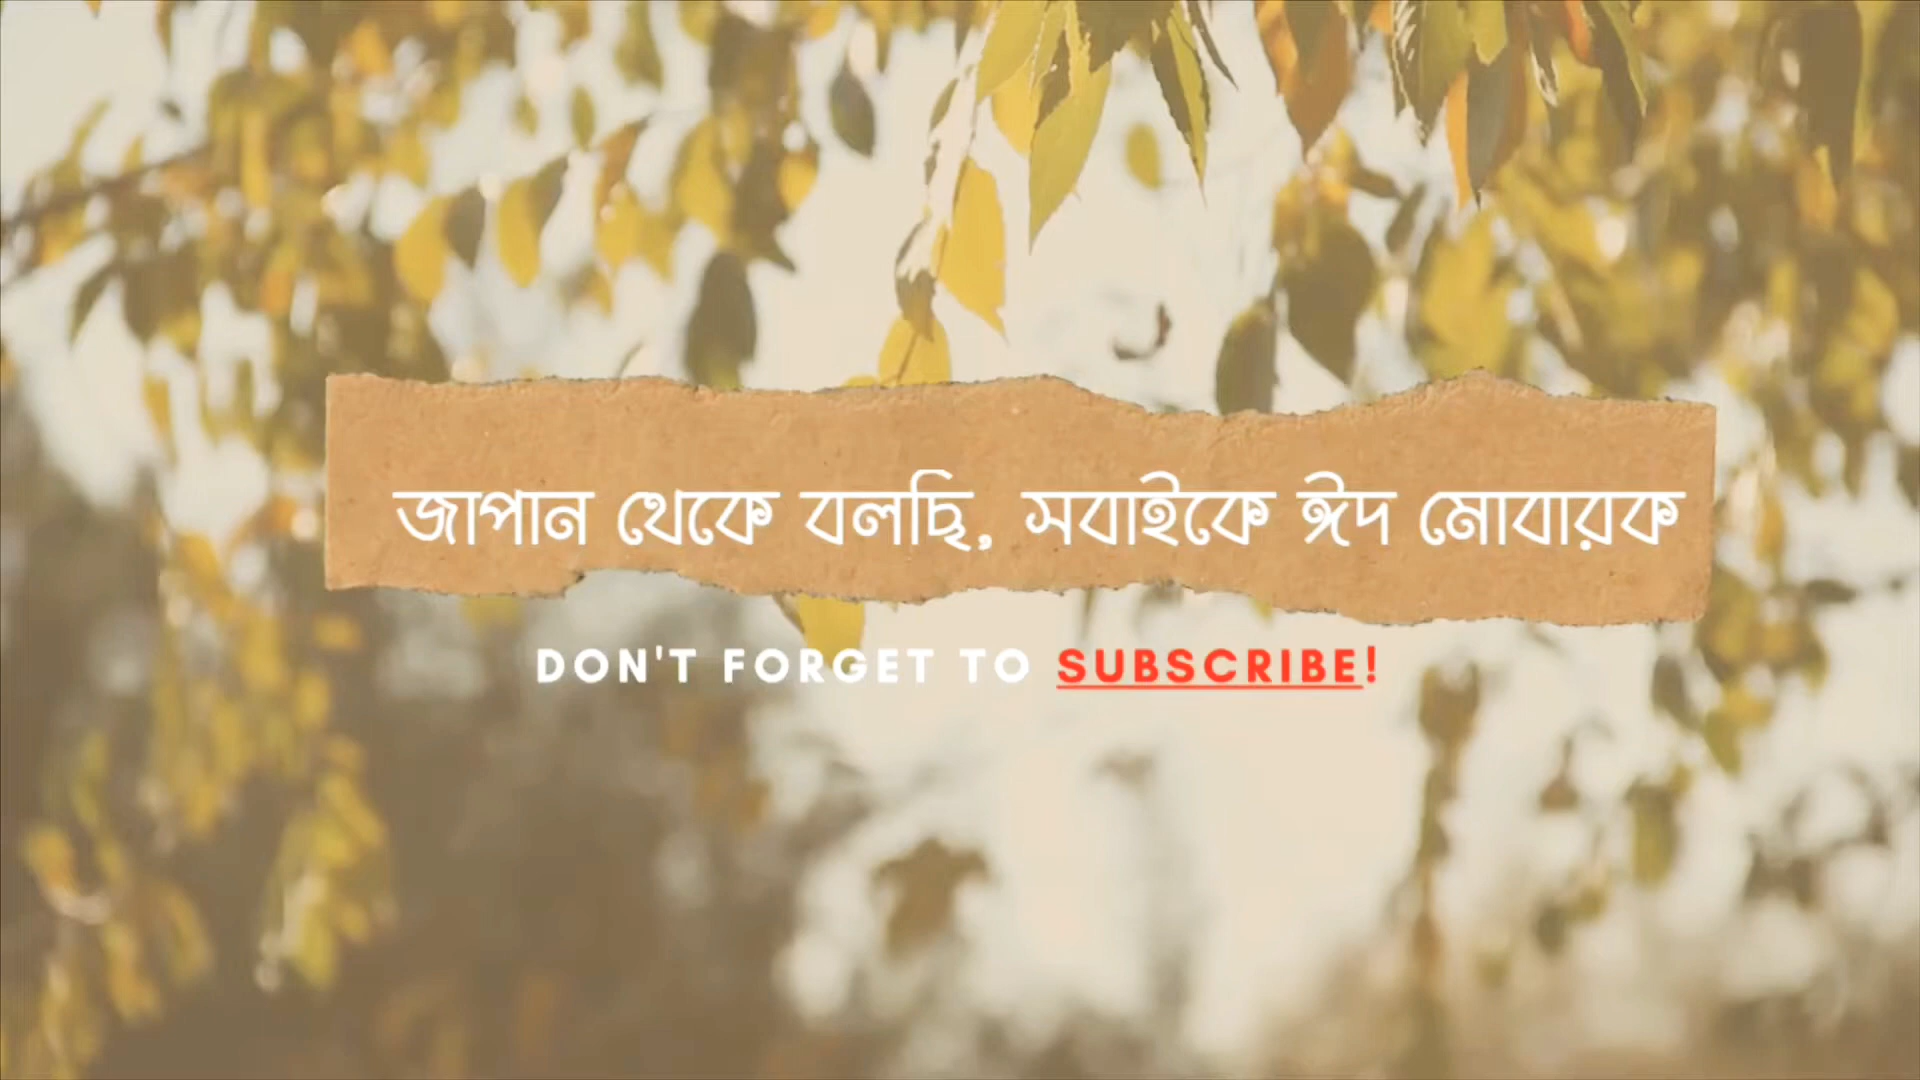 জাপান থেকে বলছি, সবাইকে ঈদ মোবারক
DON'T FORGET TO SUBSCRIBE!